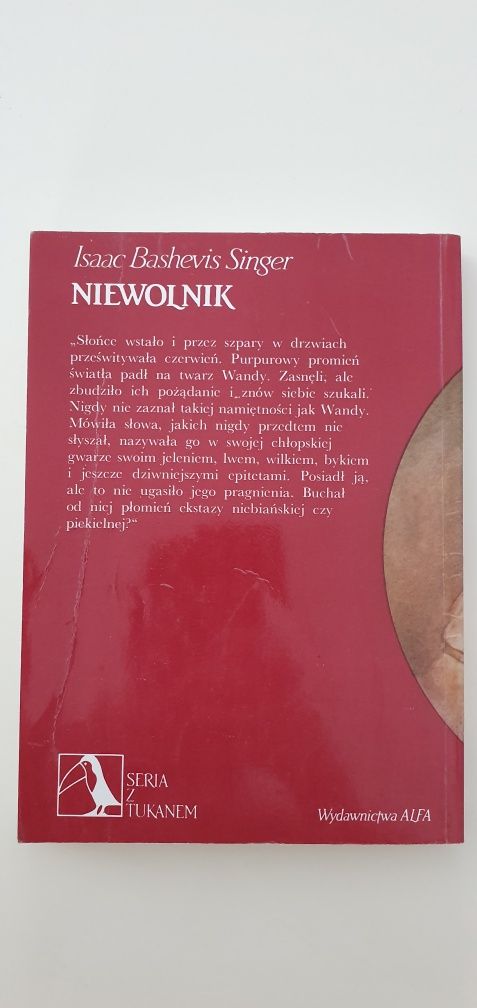 Isaac Bashevis Singer
NIEWOLNIK
„Słońce wstało i przez szpary w drzwiach
prześwitywała czerwień. Purpurowy promień
światła padł na twarz Wandy. Zasnęli, ale
zbudziło ich pożądanie i znów siebie szukali.
Nigdy nie zaznał takiej namiętności jak Wandy.
Mówiła słowa, jakich nigdy przedtem nie
słyszał, nazywała go w swojej chłopskiej
gwarze swoim jeleniem, lwem, wilkiem, bykiem
i jeszcze dziwniejszymi epitetami. Posiadł ją,
ale to nie ugasiło jego pragnienia. Buchał
od niej płomień ekstazy niebiańskiej czy
piekielnej?“
SERIA
Z
TUKANEM
Wydawnictwa ALFA